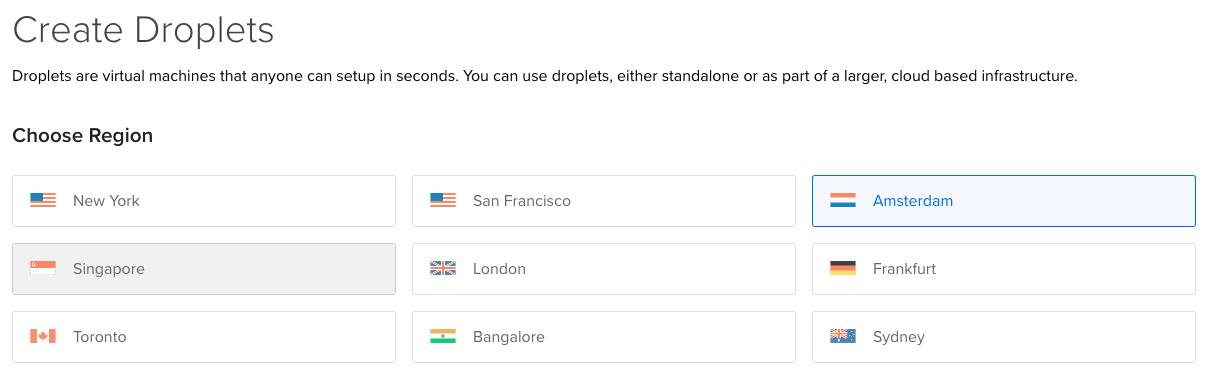 Create Droplets
Droplets are virtual machines that anyone can setup in seconds. You can use droplets, either standalone or as part of a larger, cloud based infrastructure.
Choose Region
New York
San Francisco
Amsterdam
Singapore
London
Frankfurt
Toronto
Bangalore
Sydney